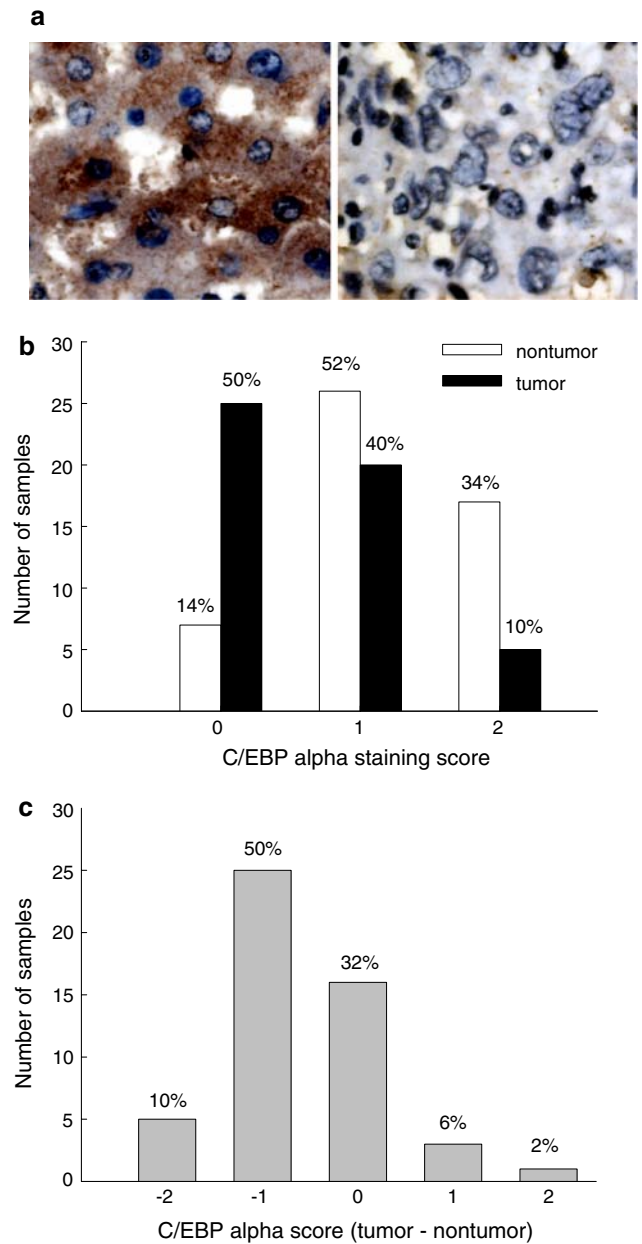 a
b
30
25
20
15
10
5
0
Number of samples
14%
50%
52%
40%
34%
10%
nontumor
tumor
0 1 2
C/EBP alpha staining score
c
30
25
20
15
10
5
0
Number of samples
10%
50%
32%
6%
2%
-2 -1 0 1 2
C/EBP alpha score (tumor - nontumor)